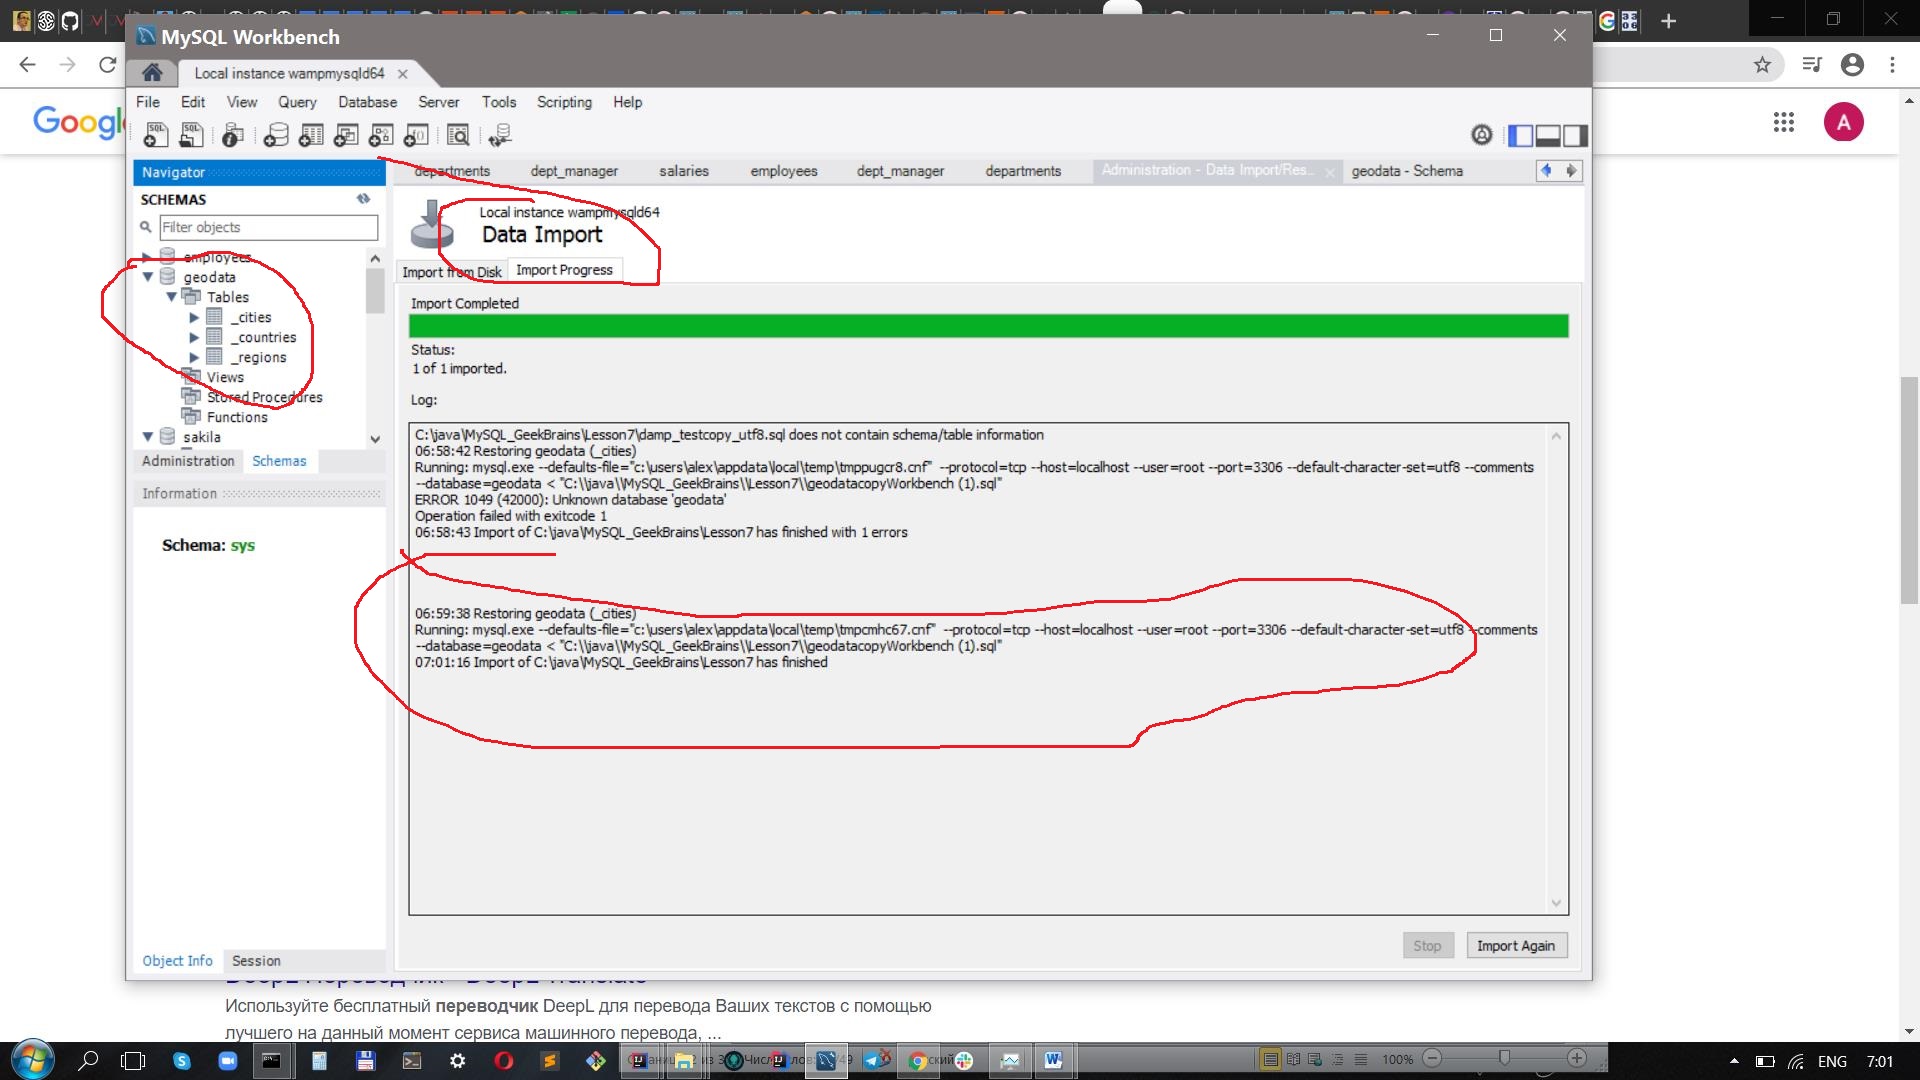 MySQL Workbench
Local instance wampmysqld64
File Edit View Query Database Server Tools Scripting Help
Google
A
Navigator
SCHEMAS
Filter objects
employees
geodata
Tables
_cities
_countries
_regions
Views
Stored Procedures
Functions
sakila
Administration Schemas
Information
Schema: sys
Object Info Session
departments dept_manager salaries employees dept_manager departments Administration - Data Import/Res... geodata - Schema
Local instance wampmysqld64
Data Import
Import from Disk Import Progress
Import Completed
Status:
1 of 1 imported.
Log:
C:\java\MySQL_GeekBrains\Lesson7\damp_testcopy_utf8.sql does not contain schema/table information
06:58:42 Restoring geodata (_cities)
Running: mysql.exe --defaults-file="c:\users\alex\appdata\local\temp\tmppugcr8.cnf" --protocol=tcp --host=localhost --user=root --port=3306 --default-character-set=utf8 --comments
--database=geodata < "C:\\java\\MySQL_GeekBrains\\Lesson7\\geodatacopyWorkbench (1).sql"
ERROR 1049 (42000): Unknown database 'geodata'
Operation failed with exitcode 1
06:58:43 Import of C:\java\MySQL_GeekBrains\Lesson7 has finished with 1 errors
06:59:38 Restoring geodata (_cities)
Running: mysql.exe --defaults-file="c:\users\alex\appdata\local\temp\tmpcmhc67.cnf" --protocol=tcp --host=localhost --user=root --port=3306 --default-character-set=utf8 --comments
--database=geodata < "C:\\java\\MySQL_GeekBrains\\Lesson7\\geodatacopyWorkbench (1).sql"
07:01:16 Import of C:\java\MySQL_GeekBrains\Lesson7 has finished
Stop Import Again
DeepL Переводчик - DeepL Translate
Используйте бесплатный переводчик DeepL для перевода Ваших текстов с помощью
лучшего на данный момент сервиса машинного перевода, ...
100%
ENG 7:01